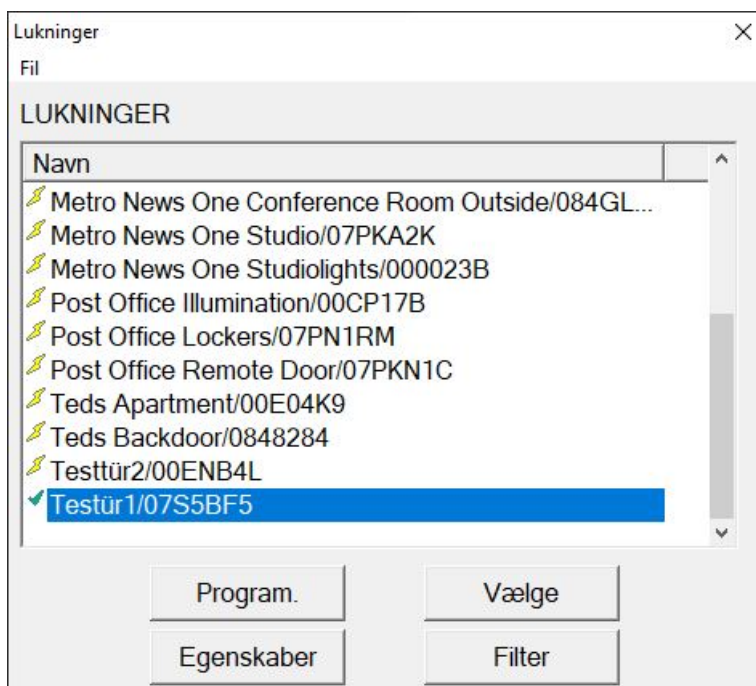 Lukninger
Fil
LUKNINGER
Navn
Metro News One Conference Room Outside/084GL...
Metro News One Studio/07PKA2K
Metro News One Studiolights/000023B
Post Office Illumination/00CP17B
Post Office Lockers/07PN1RM
Post Office Remote Door/07PKN1C
Teds Apartment/00E04K9
Teds Backdoor/0848284
Testtür2/00ENB4L
Testür1/07S5BF5
Program. Vælge
Egenskaber Filter